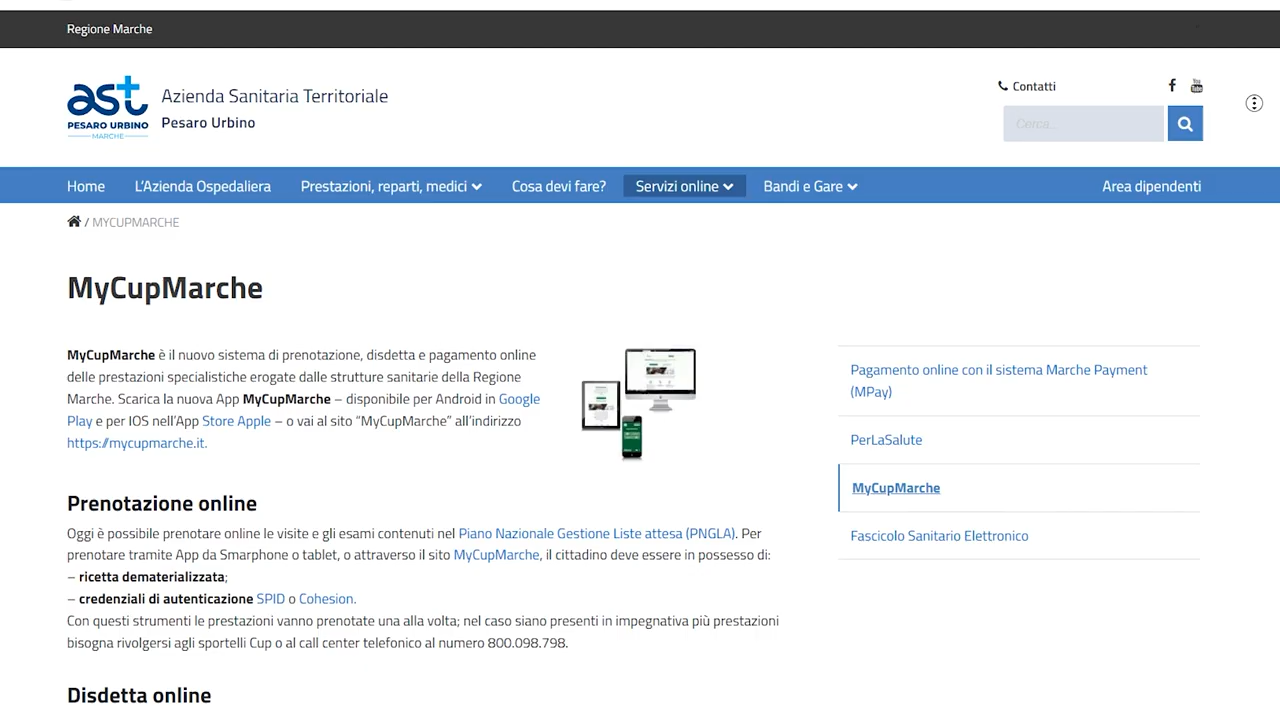 Regione Marche
ast
PESARO URBINO
MARCHE
Azienda Sanitaria Territoriale
Pesaro Urbino
Contatti
You
Tube
Cerca...
Home
L'Azienda Ospedaliera
Prestazioni, reparti, medici
Cosa devi fare?
Servizi online
Bandi e Gare
Area dipendenti
/ MYCUPMARCHE
MyCupMarche
MyCupMarche è il nuovo sistema di prenotazione, disdetta e pagamento online
delle prestazioni specialistiche erogate dalle strutture sanitarie della Regione
Marche. Scarica la nuova App MyCupMarche – disponibile per Android in Google
Play e per IOS nell'App Store Apple – o vai al sito "MyCupMarche" all'indirizzo
https://mycupmarche.it.
Prenotazione online
Oggi è possibile prenotare online le visite e gli esami contenuti nel Piano Nazionale Gestione Liste attesa (PNGLA). Per
prenotare tramite App da Smarphone o tablet, o attraverso il sito MyCupMarche, il cittadino deve essere in possesso di:
– ricetta dematerializzata;
– credenziali di autenticazione SPID o Cohesion.
Con questi strumenti le prestazioni vanno prenotate una alla volta; nel caso siano presenti in impegnativa più prestazioni
bisogna rivolgersi agli sportelli Cup o al call center telefonico al numero 800.098.798.
Disdetta online
Pagamento online con il sistema Marche Payment
(MPay)
PerLaSalute
MyCupMarche
Fascicolo Sanitario Elettronico